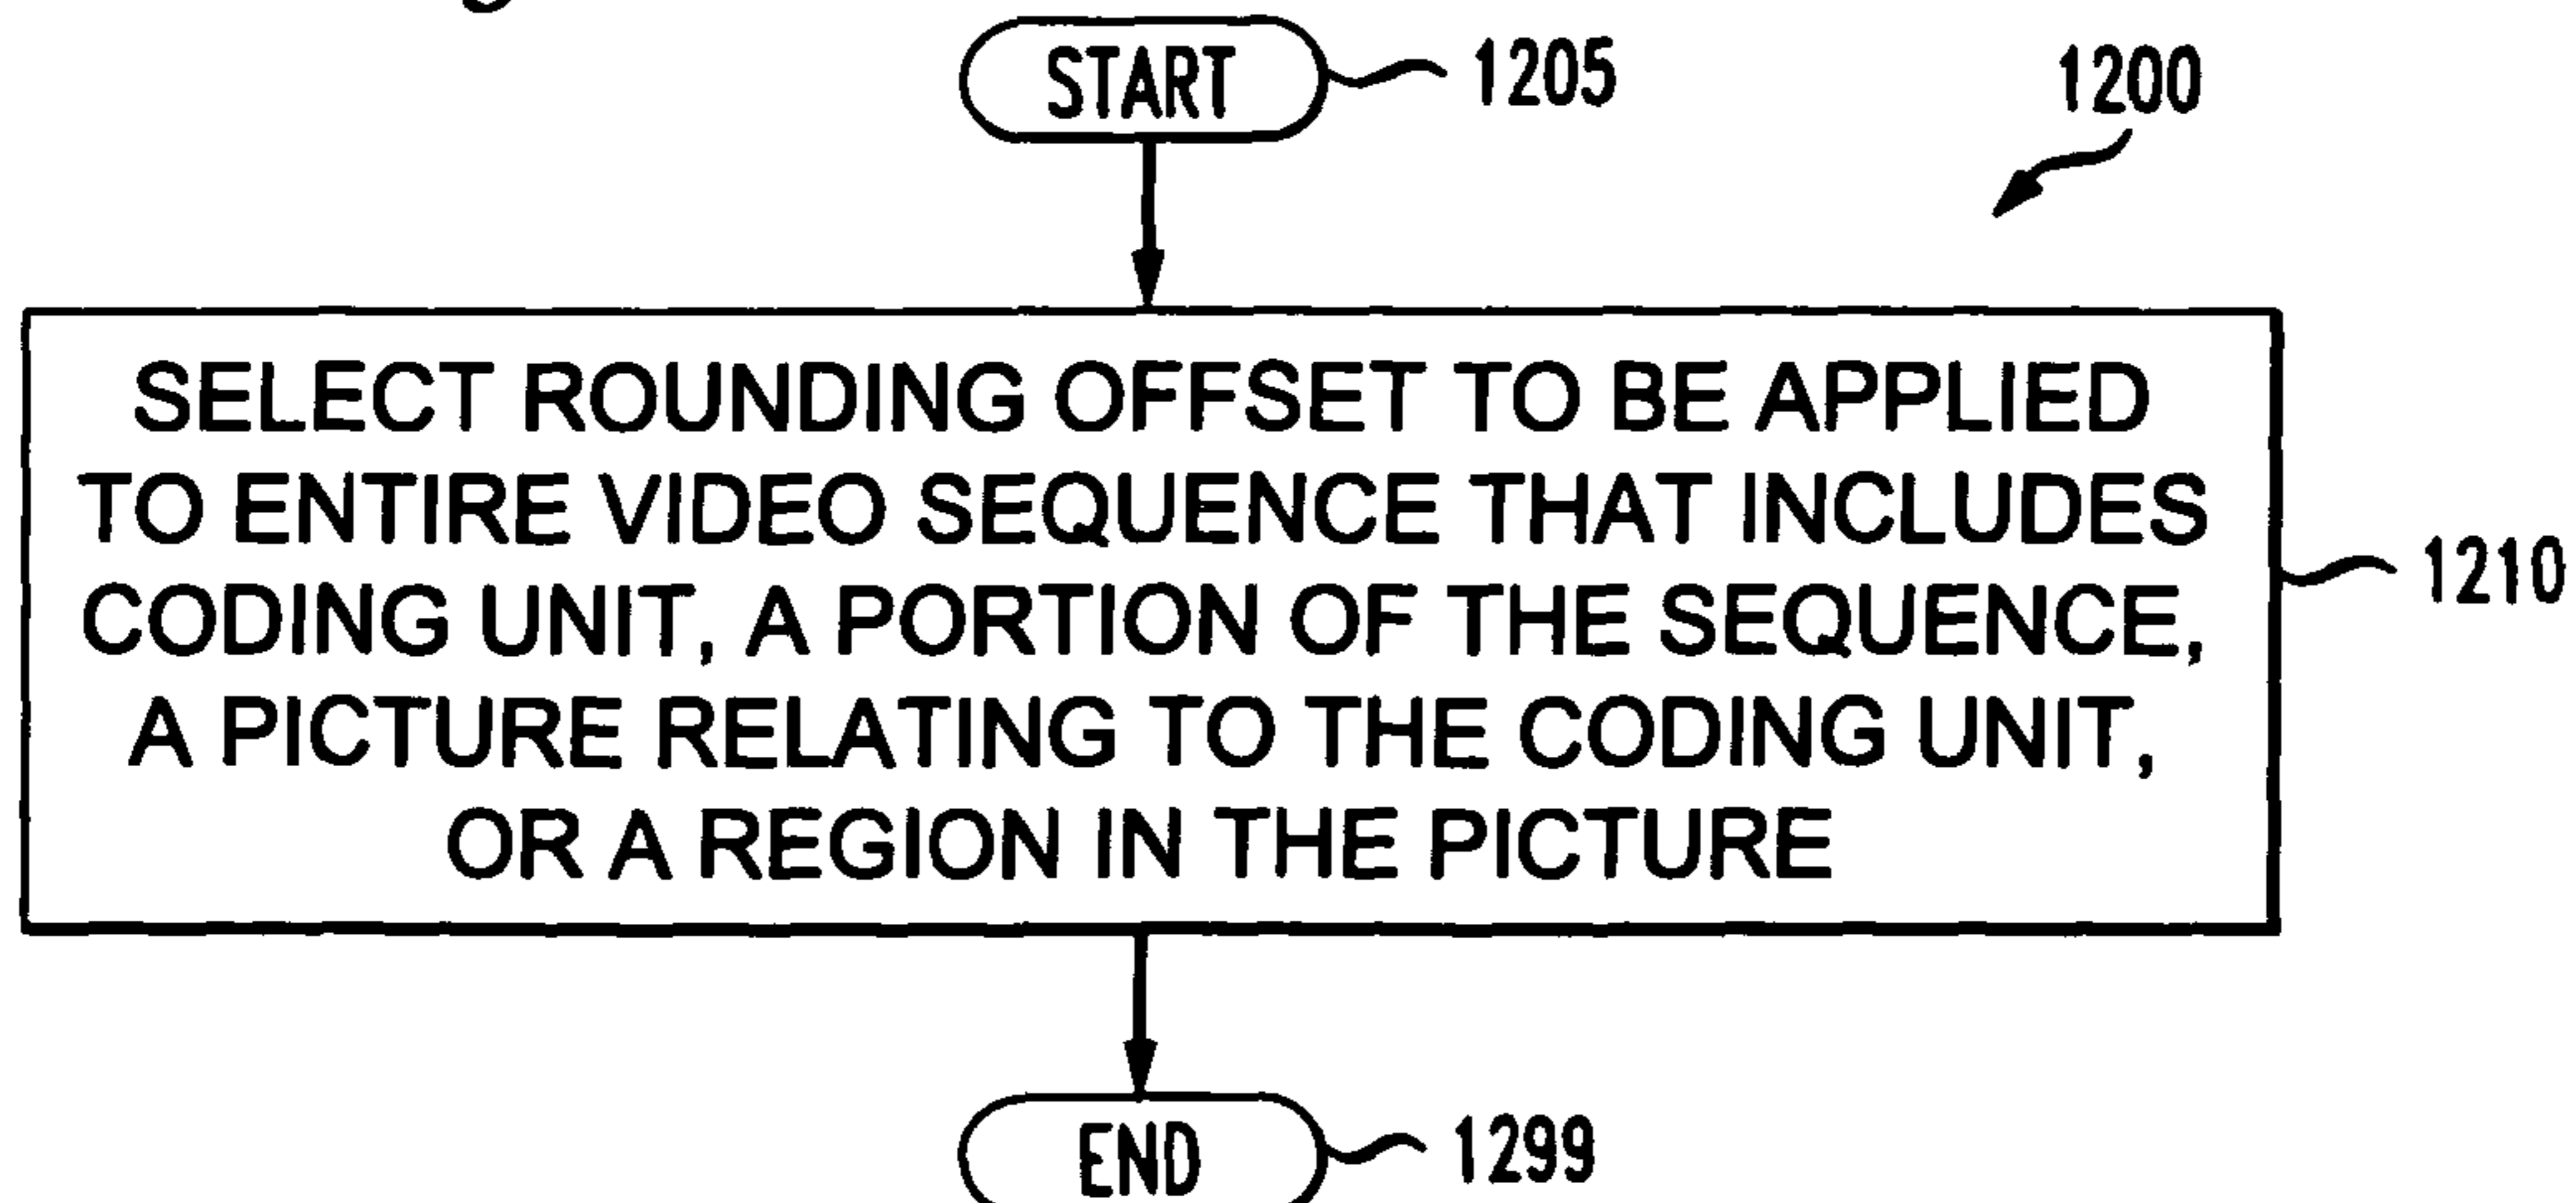 START
1205
1200
SELECT ROUNDING OFFSET TO BE APPLIED
TO ENTIRE VIDEO SEQUENCE THAT INCLUDES
CODING UNIT, A PORTION OF THE SEQUENCE,
A PICTURE RELATING TO THE CODING UNIT,
OR A REGION IN THE PICTURE
1210
END
1299